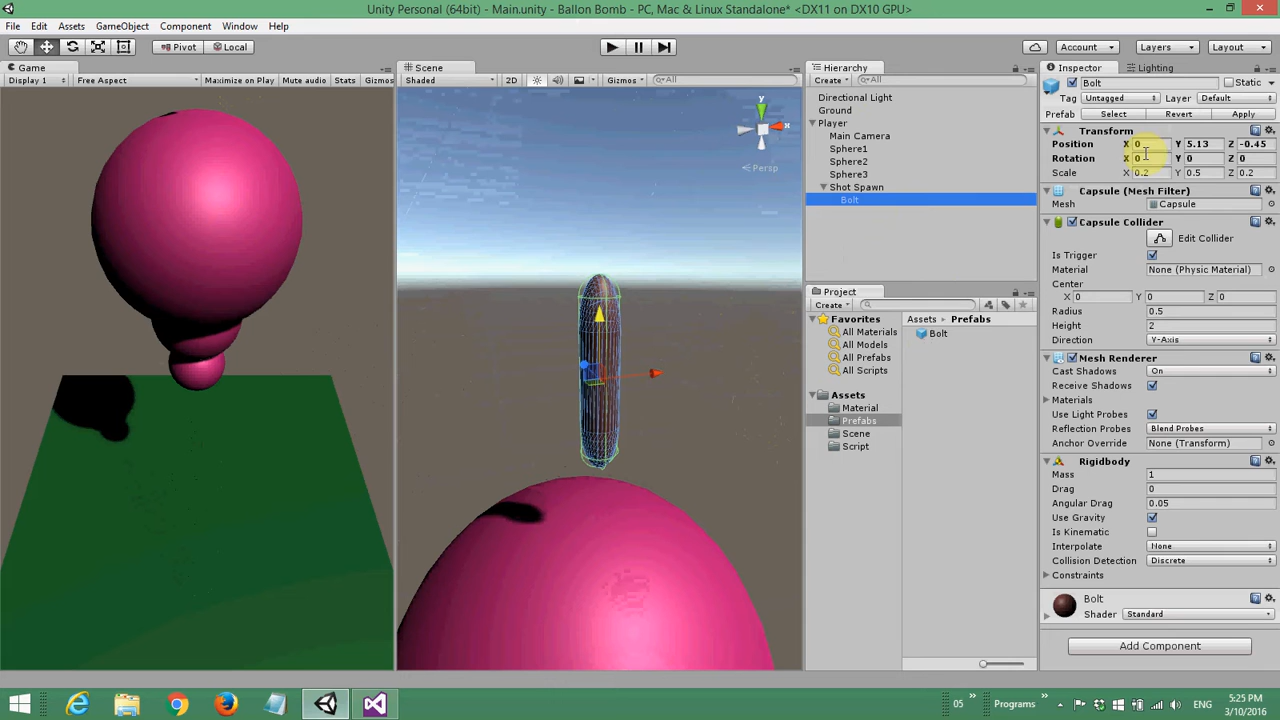 Unity Personal (64bit) - Main.unity - Ballon Bomb - PC, Mac & Linux Standalone* <DX11 on DX10 GPU>
File Edit Assets GameObject Component Window Help
Pivot Local Account Layers Layout
Game
Display 1 Free Aspect Maximize on Play Mute audio Stats Gizmos
Scene
Shaded 2D Gizmos All
y
x
Persp
Hierarchy
Create All
Directional Light
Ground
Player
Main Camera
Sphere1
Sphere2
Sphere3
Shot Spawn
Bolt
Project
Create
Favorites
All Materials
All Models
All Prefabs
All Scripts
Assets
Material
Prefabs
Scene
Script
Assets Prefabs
Bolt
Inspector Lighting
Bolt Static
Tag Untagged Layer Default
Prefab Select Revert Apply
Transform
Position X 0 Y 5.13 Z -0.45
Rotation X 0 Y 0 Z 0
Scale X 0.2 Y 0.5 Z 0.2
Capsule (Mesh Filter)
Mesh Capsule
Capsule Collider
Edit Collider
Is Trigger
Material None (Physic Material)
Center
X 0 Y 0 Z 0
Radius 0.5
Height 2
Direction Y-Axis
Mesh Renderer
Cast Shadows On
Receive Shadows
Materials
Use Light Probes
Reflection Probes Blend Probes
Anchor Override None (Transform)
Rigidbody
Mass 1
Drag 0
Angular Drag 0.05
Use Gravity
Is Kinematic
Interpolate None
Collision Detection Discrete
Constraints
Bolt
Shader Standard
Add Component
05 Programs ENG
5:25 PM
3/10/2016